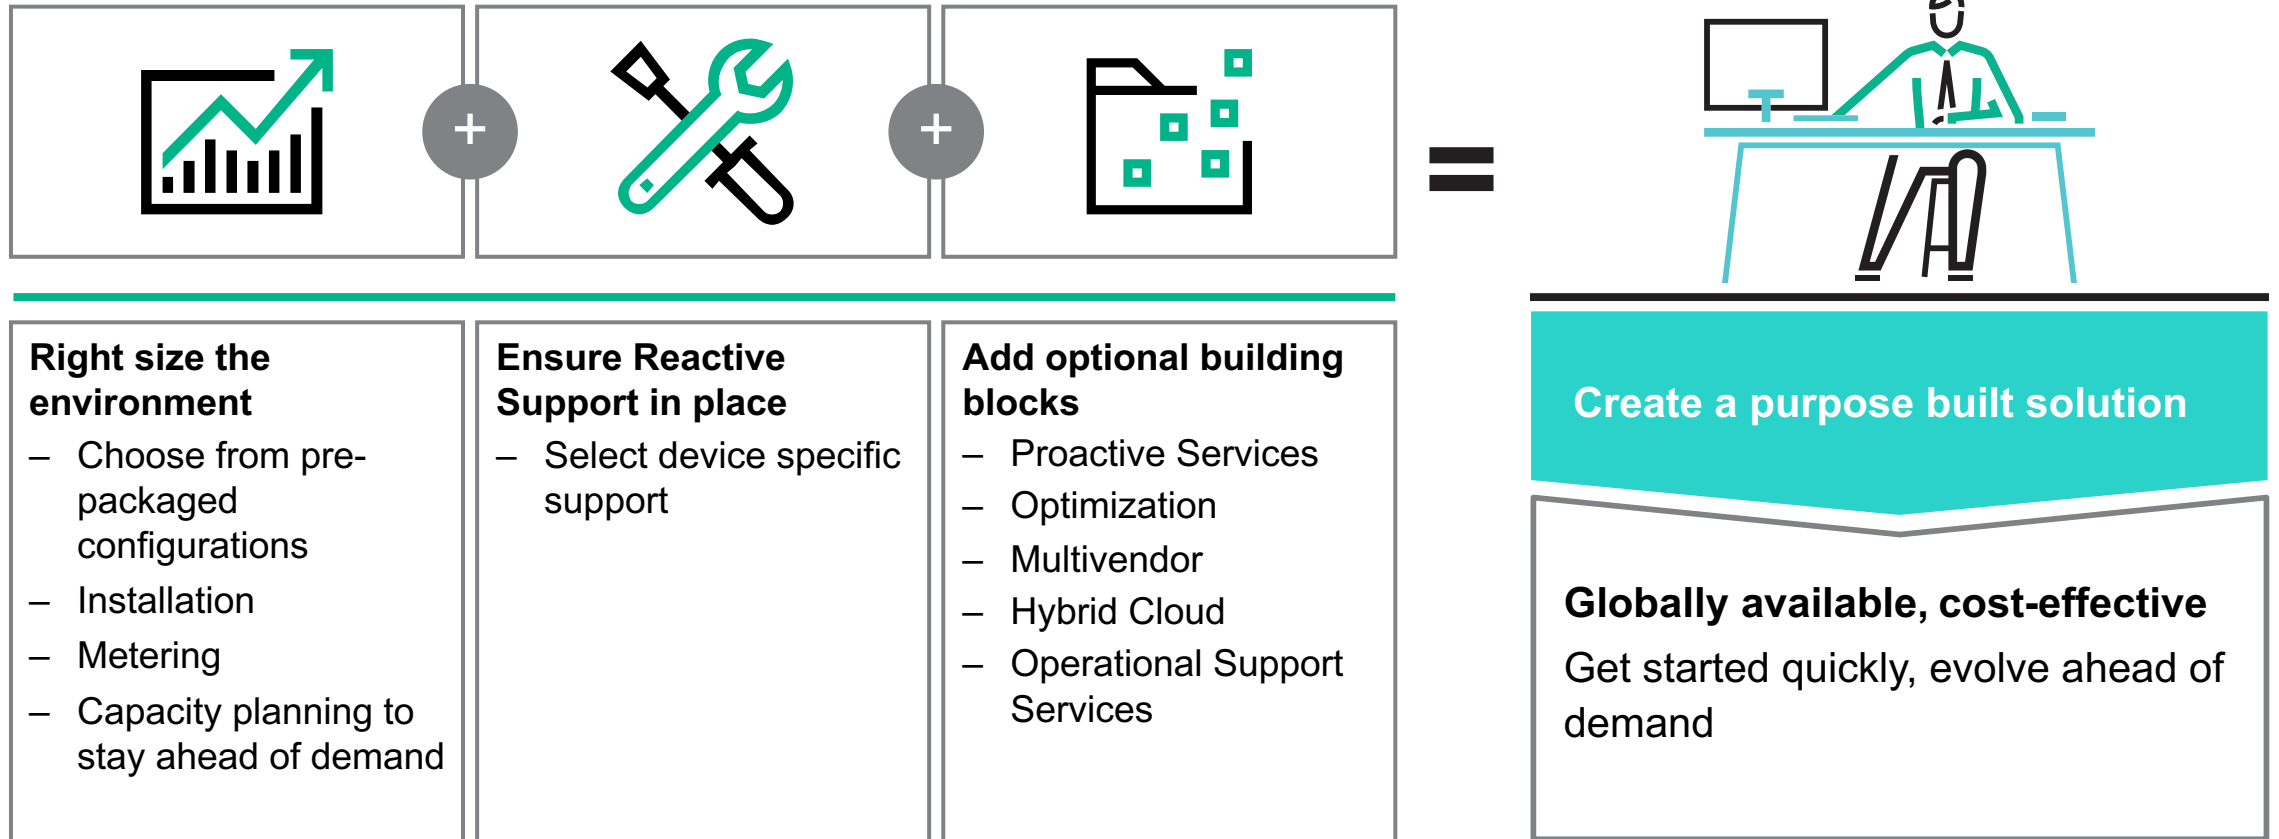 +
+
=
Right size the
environment
– Choose from pre-
packaged
configurations
– Installation
– Metering
– Capacity planning to
stay ahead of demand
Ensure Reactive
Support in place
– Select device specific
support
Add optional building
blocks
– Proactive Services
– Optimization
– Multivendor
– Hybrid Cloud
– Operational Support
Services
Create a purpose built solution
Globally available, cost-effective
Get started quickly, evolve ahead of
demand